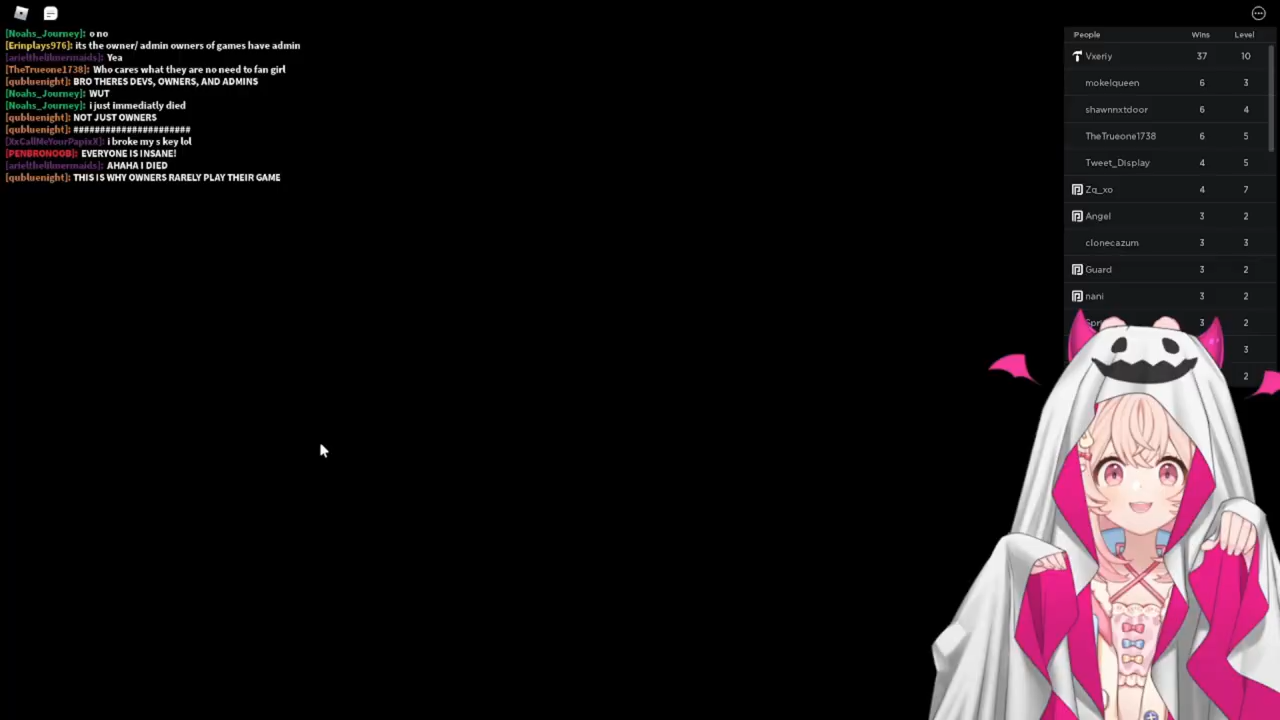 [Noahs_Journey]: o no
[Erinplays976]: its the owner/ admin owners of games have admin
[arielthelilmermaids]: Yea
[TheTrueone1738]: Who cares what they are no need to fan girl
[qubluenight]: BRO THERES DEVS, OWNERS, AND ADMINS
[Noahs_Journey]: WUT
[Noahs_Journey]: i just immediatly died
[qubluenight]: NOT JUST OWNERS
[qubluenight]: ######################
[XxCallMeYourPapixX]: i broke my s key lol
[PENBRONOOB]: EVERYONE IS INSANE!
[arielthelilmermaids]: AHAHA I DIED
[qubluenight]: THIS IS WHY OWNERS RARELY PLAY THEIR GAME
People Wins Level
Vxeriy 37 10
mokelqueen 6 3
shawnnxtdoor 6 4
TheTrueone1738 6 5
Tweet_Display 4 5
Zq_xo 4 7
Angel 3 2
clonecazum 3 3
Guard 3 2
nani 3 2
3 2
3
2